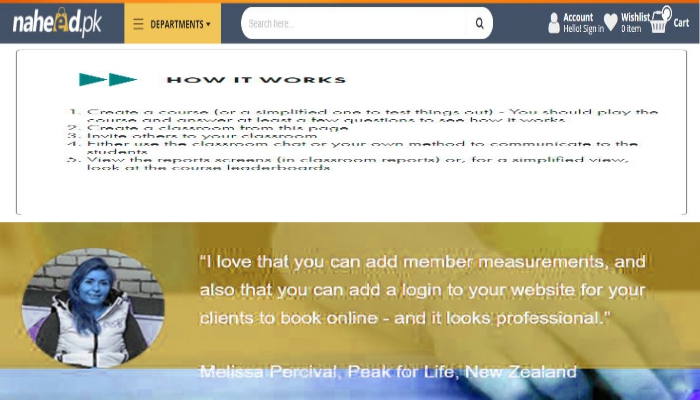 naheed.pk
DEPARTMENTS
Search here...
Account
Hello! Sign in
Wishlist
0 item
0
Cart
HOW IT WORKS
1. Create a course (or a simplified one to test things out) - You should play the
course and answer at least a few questions to see how it works
2. Create a classroom from this page
3. Invite others to your classroom
4. Either use the classroom chat or your own method to communicate to the
students
5. View the reports screens (in classroom reports) or, for a simplified view,
look at the course leaderboards
“I love that you can add member measurements, and
also that you can add a login to your website for your
clients to book online - and it looks professional.”
Melissa Percival, Peak for Life, New Zealand